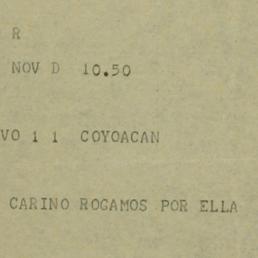 R
NOV D 10.50
VO 1 1 COYOACAN
CARINO ROGAMOS POR ELLA